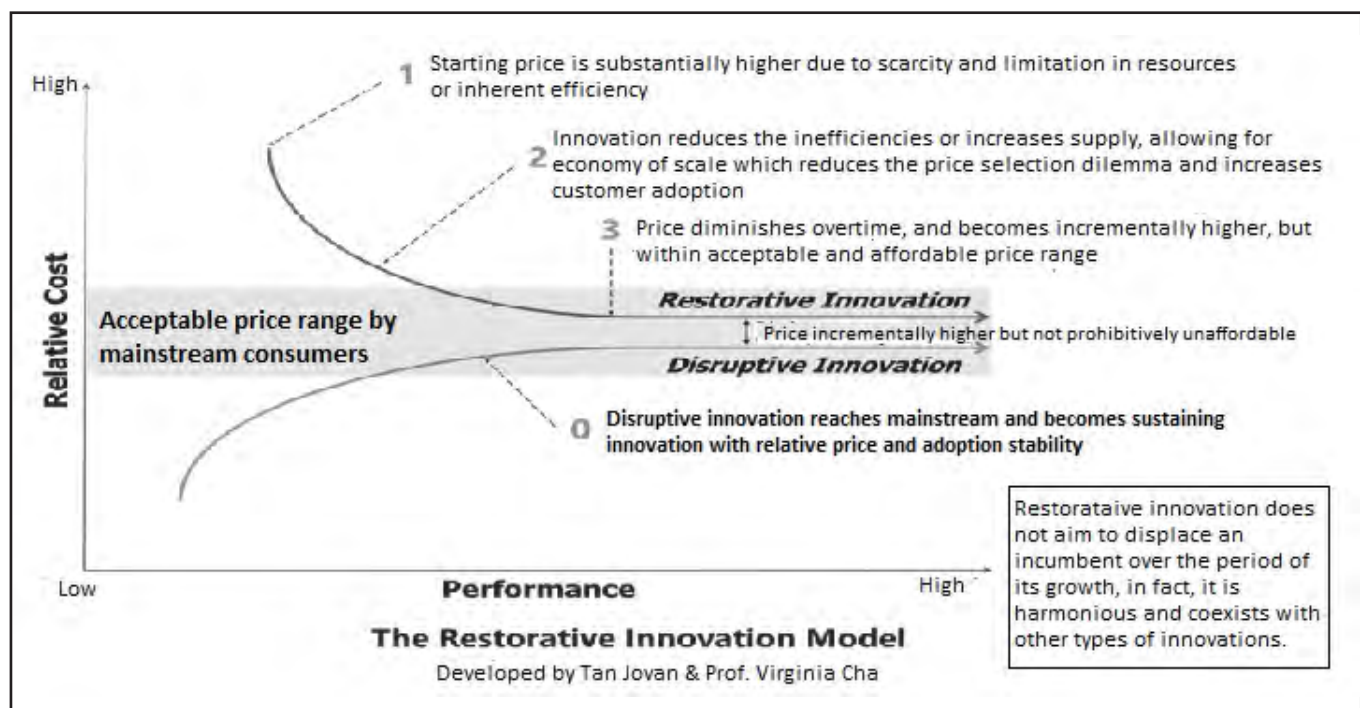 High
1
Starting price is substantially higher due to scarcity and limitation in resources
or inherent efficiency
2
Innovation reduces the inefficiencies or increases supply, allowing for
economy of scale which reduces the price selection dilemma and increases
customer adoption
3
Price diminishes overtime, and becomes incrementally higher, but
within acceptable and affordable price range
Relative Cost
Acceptable price range by
mainstream consumers
Restorative Innovation
Price incrementally higher but not prohibitively unaffordable
Disruptive Innovation
0
Disruptive innovation reaches mainstream and becomes sustaining
innovation with relative price and adoption stability
Low
Performance
High
Restorataive innovation does
not aim to displace an
incumbent over the period of
its growth, in fact, it is
harmonious and coexists with
other types of innovations.
The Restorative Innovation Model
Developed by Tan Jovan & Prof. Virginia Cha